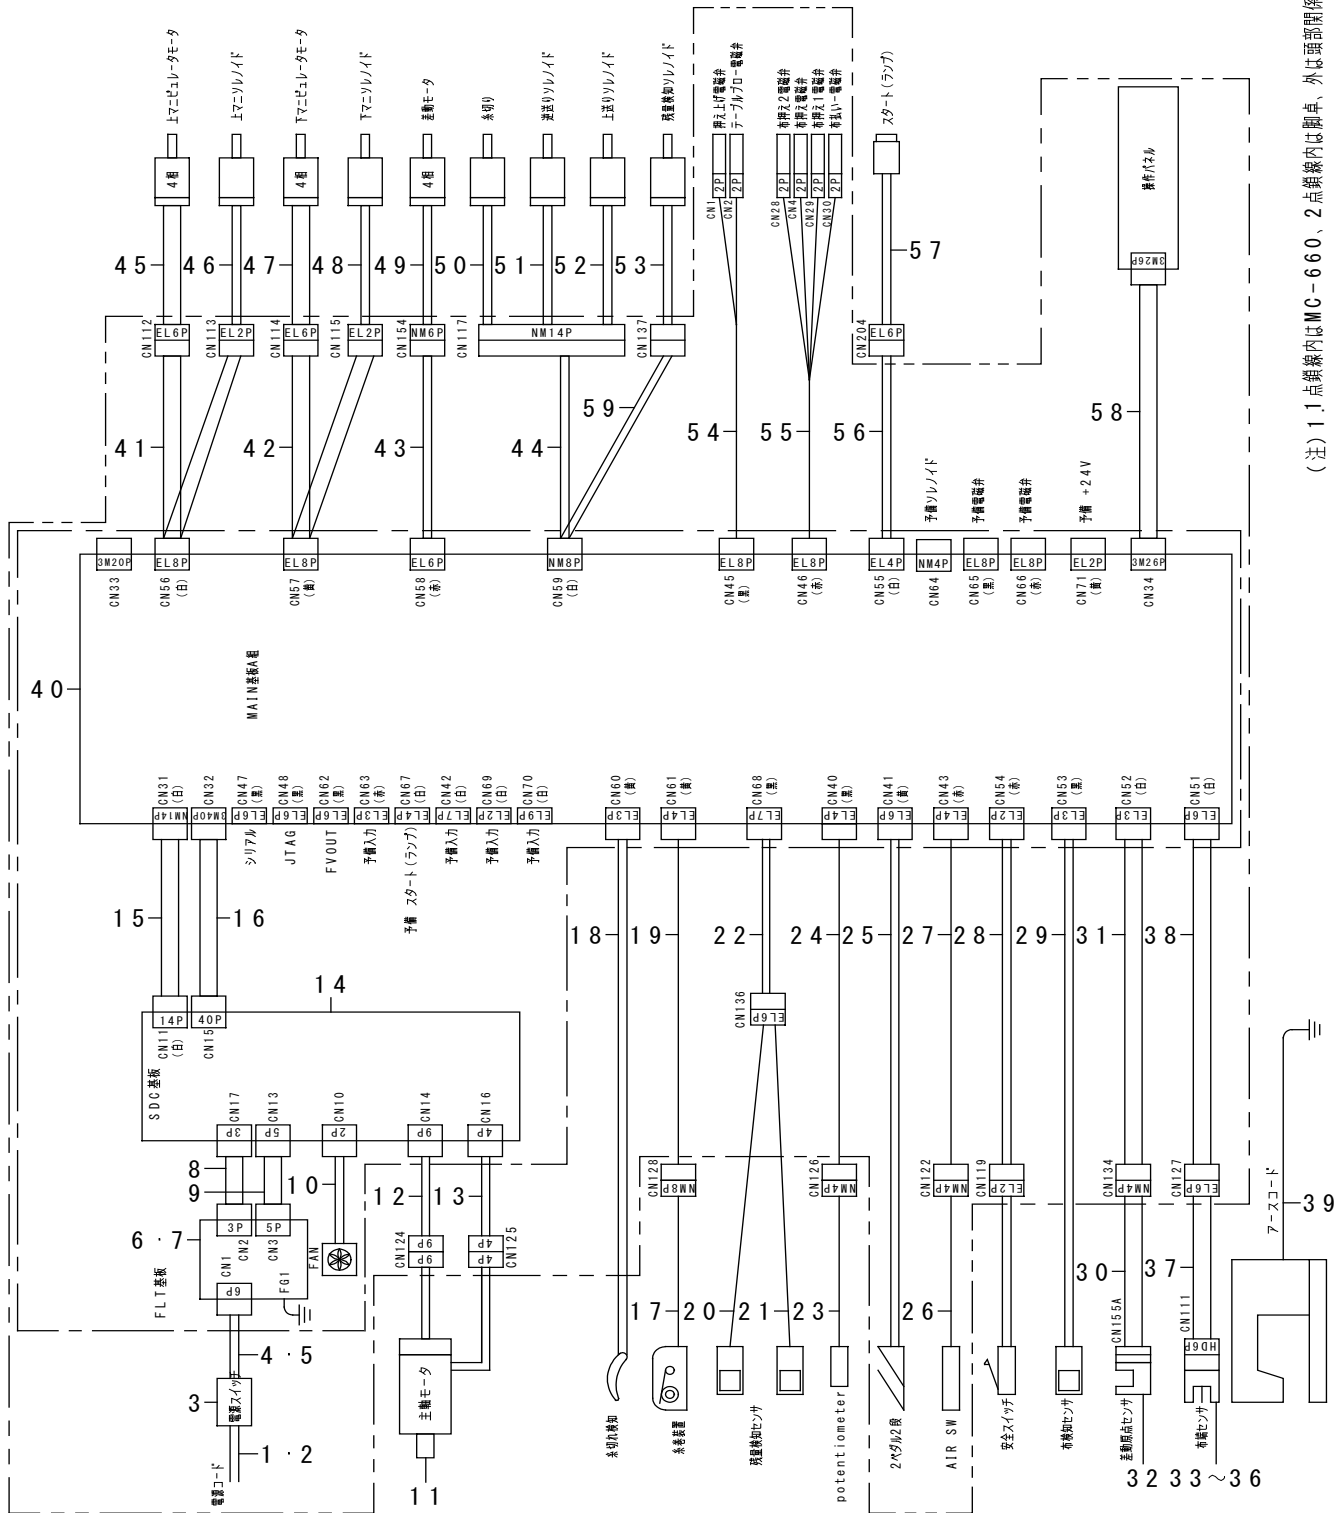 上マニピュレータモータ
上マニソレノイド
下マニピュレータモータ
下マニソレノイド
差動モータ
糸切り
逆送りソレノイド
上送りソレノイド
残量検知ソレノイド
押え上げ電磁弁
テーブルブロー電磁弁
布押え2電磁弁
布押え電磁弁
布押え1電磁弁
布払い一電磁弁
スタート(ランプ)
操作パネル
4相
4相
4相
2P
2P
2P
2P
2P
2P
CN1
CN2
CN28
CN4
CN29
CN30
3M26P
45
46
47
48
49
50
51
52
53
57
CN112
EL6P
CN113
EL2P
CN114
EL6P
CN115
EL2P
CN154
NM6P
CN117
NM14P
CN137
CN204
EL6P
41
42
43
44
59
54
55
56
58
予備ソレノイド
予備電磁弁
予備電磁弁
予備 +24V
3M20P
EL8P
EL8P
EL6P
NM8P
EL8P
EL8P
EL4P
NM4P
EL8P
EL8P
EL2P
3M26P
CN33
CN56
(白)
CN57
(黄)
CN58
(赤)
CN59
(白)
CN45
(黒)
CN46
(赤)
CN55
(白)
CN64
CN65
(黒)
CN66
(赤)
CN71
(黄)
CN34
40
MAIN基板A組
CN31
(白)
CN32
CN47
(黒)
CN48
(黒)
CN62
(黒)
CN63
(赤)
CN67
(白)
CN42
(白)
CN69
(白)
CN70
(白)
CN60
(黄)
CN61
(黄)
CN68
(黒)
CN40
(黒)
CN41
(黄)
CN43
(赤)
CN54
(赤)
CN53
(黒)
CN52
(白)
CN51
(白)
NM14P
3M40P
EL6P
EL6P
EL6P
EL3P
EL4P
EL7P
EL2P
EL9P
EL3P
EL4P
EL7P
EL4P
EL6P
EL4P
EL2P
EL3P
EL3P
EL6P
シリアル
JTAG
FVOUT
予備入力
予備 スタート(ランプ)
予備入力
予備入力
予備入力
15
16
18
19
22
24
25
27
28
29
31
38
14
14P
40P
CN11
(白)
CN15
CN136
EL6P
SDC基板
CN17
CN13
CN10
CN14
CN16
3P
5P
2P
9P
4P
8
9
10
12
13
CN128
NM8P
CN126
NM4P
CN122
NM4P
CN119
EL2P
CN134
NM4P
CN127
EL6P
アースコード
39
6・7
3P
5P
CN2
CN3
CN1
6P
FLT基板
FG1
FAN
CN124
9P
9P
4P
4P
CN125
17
20
21
23
26
30
37
CN155A
CN111
HD6P
4・5
3
電源スイッチ
1・2
電源コード
主軸モータ
11
糸切れ検知
糸巻装置
残量検知センサ
potentiometer
2ペダル2段
AIR SW
安全スイッチ
布検知センサ
差動原点センサ
布端センサ
32
33〜36
(注)1.1点鎖線内はMC-660、2点鎖線内は脚卓、外は頭部関係